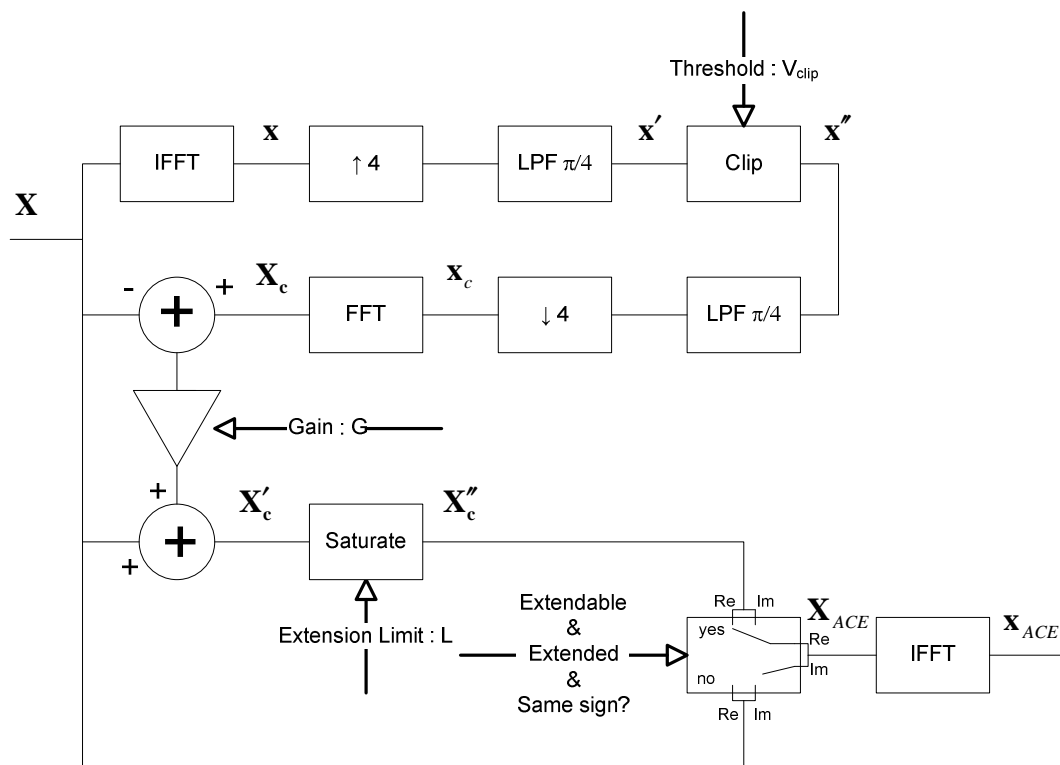 Threshold : Vclip
x
x′
x″
IFFT
↑ 4
LPF π/4
Clip
X
-
+
+
Xc
xc
FFT
↓ 4
LPF π/4
Gain : G
+
+
+
X′c
X″c
Saturate
Extension Limit : L
Extendable
&
Extended
&
Same sign?
Re Im
yes
no
Re
Im
Re Im
XACE
IFFT
xACE